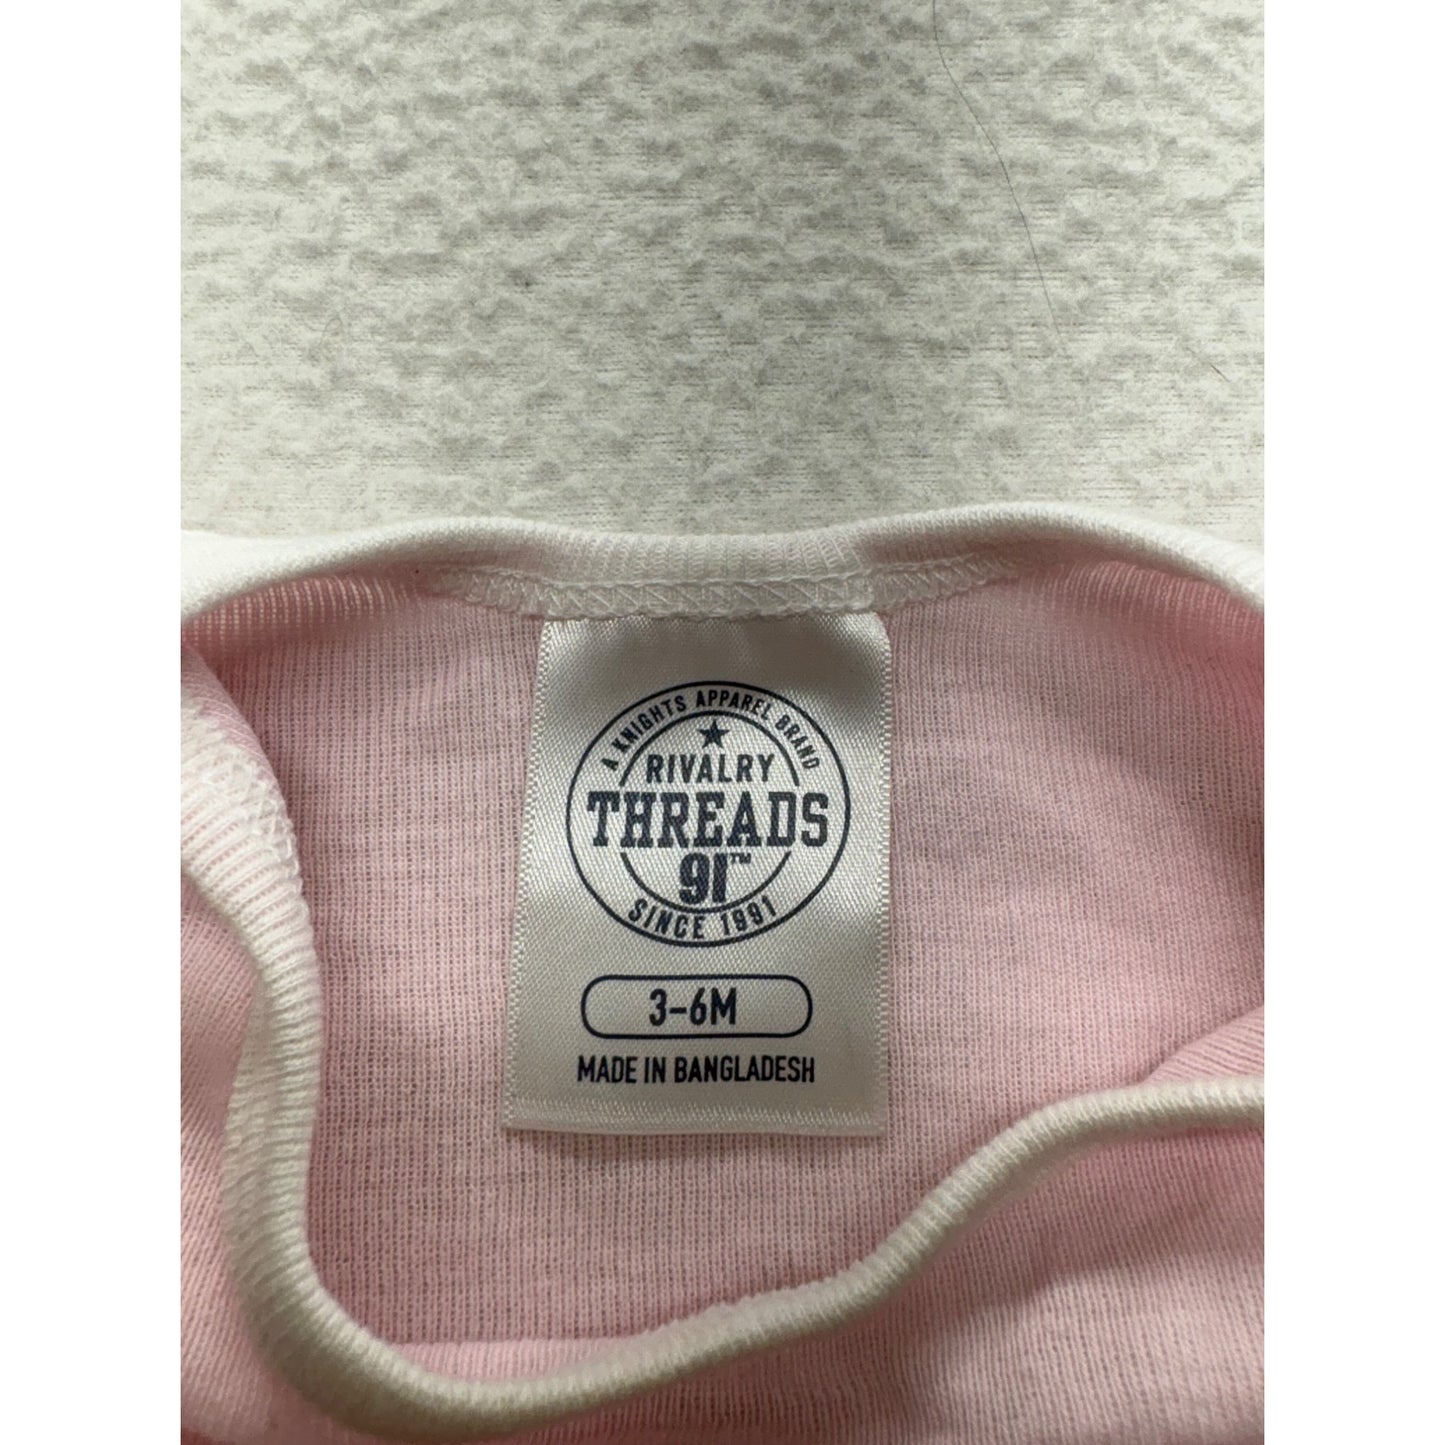 A KNIGHTS APPAREL BRAND
RIVALRY
THREADS
91™
SINCE 1991
3-6M
MADE IN BANGLADESH